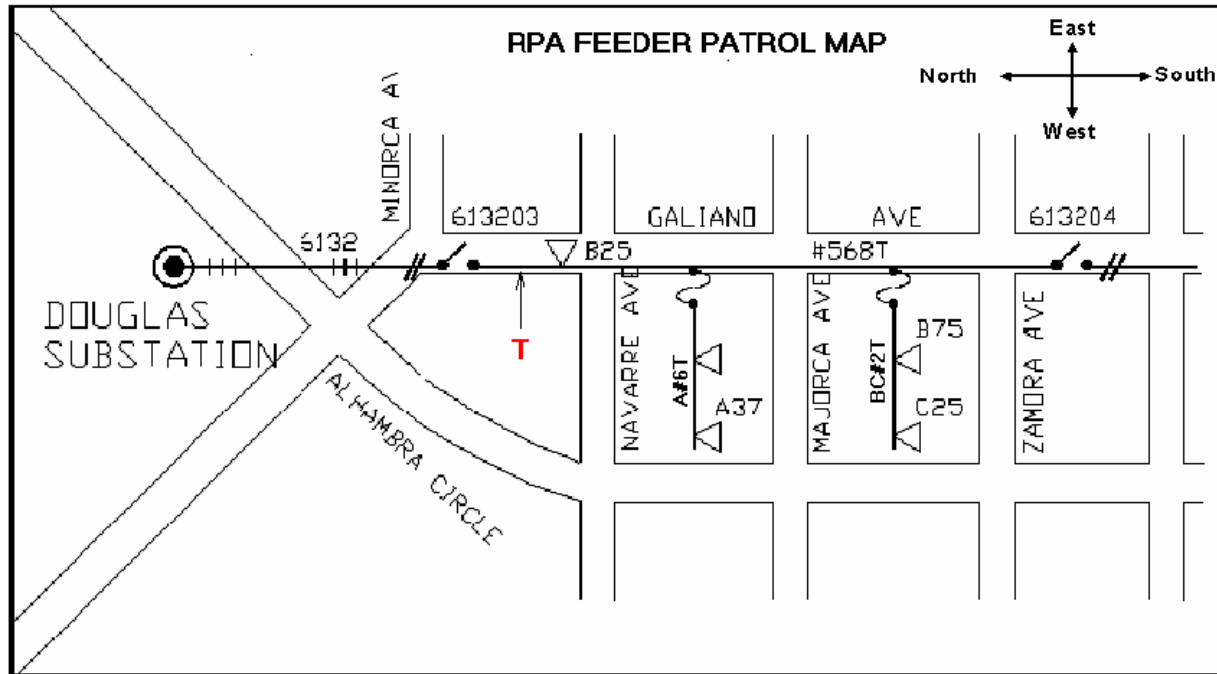 RPA FEEDER PATROL MAP
East
North
South
West
MINORCA AV
613203
GALIANO
AVE
613204
6132
B25
#568T
DOUGLAS
SUBSTATION
T
NAVARRE AVE
A#6T
A37
MAJORCA AVE
BC#2T
B75
C25
ZAMORA AVE
ALHAMBRA CIRCLE